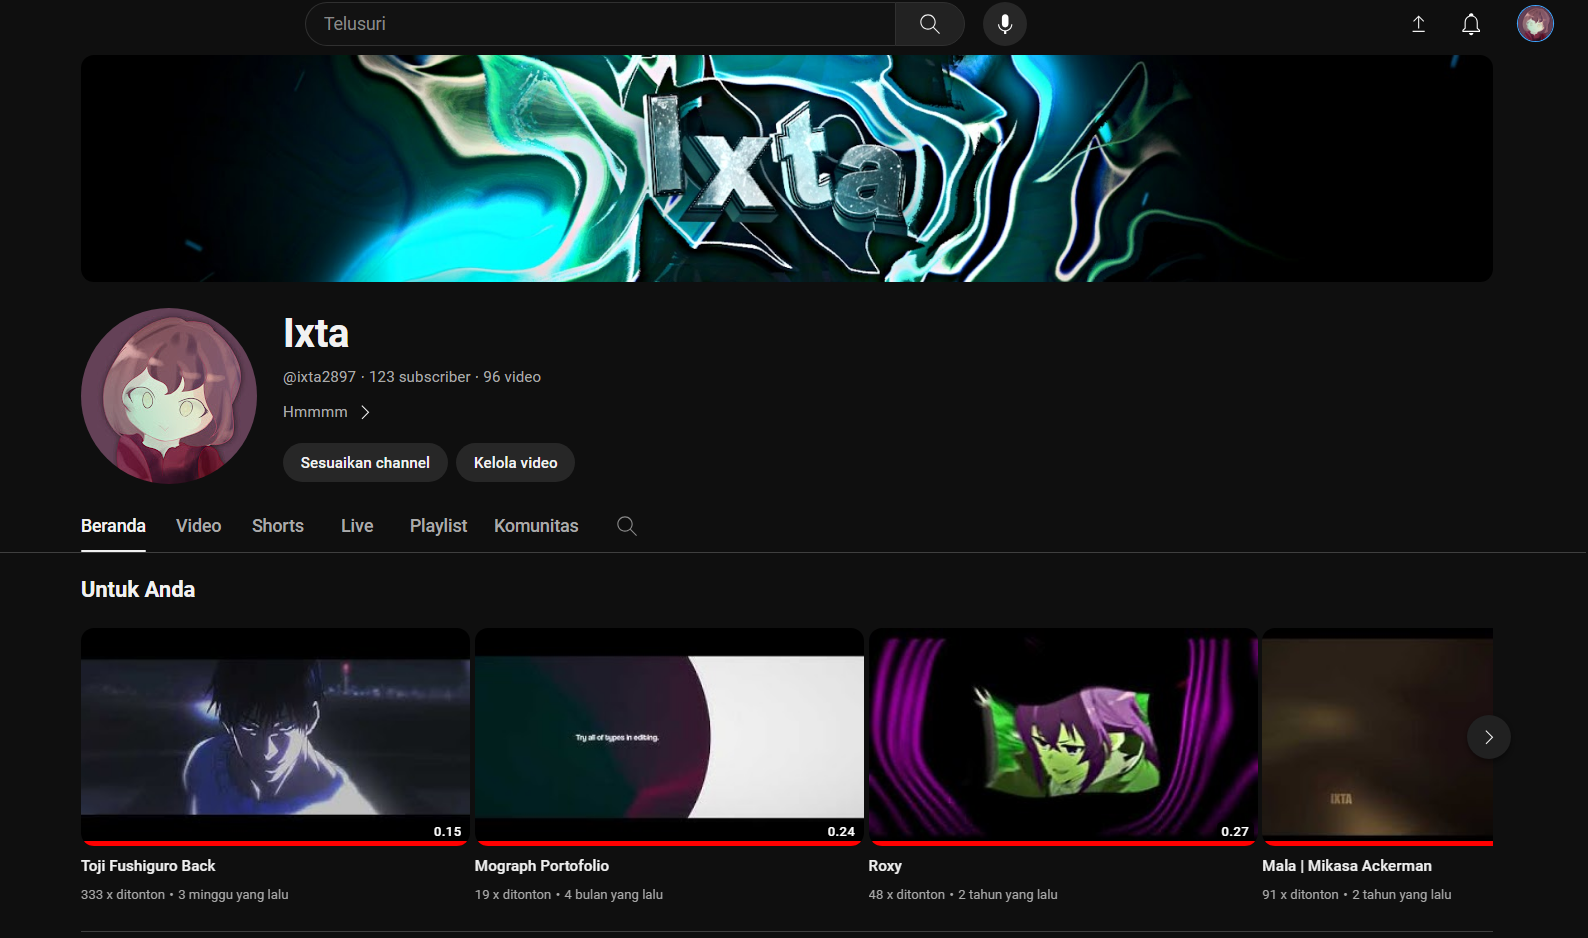 Telusuri
Ixta
Ixta
@ixta2897 · 123 subscriber · 96 video
Hmmmm
Sesuaikan channel
Kelola video
Beranda
Video
Shorts
Live
Playlist
Komunitas
Untuk Anda
0.15
Toji Fushiguro Back
333 x ditonton • 3 minggu yang lalu
Try all of types in editing.
0.24
Mograph Portofolio
19 x ditonton • 4 bulan yang lalu
0.27
Roxy
48 x ditonton • 2 tahun yang lalu
IXTA
Mala | Mikasa Ackerman
91 x ditonton • 2 tahun yang lalu